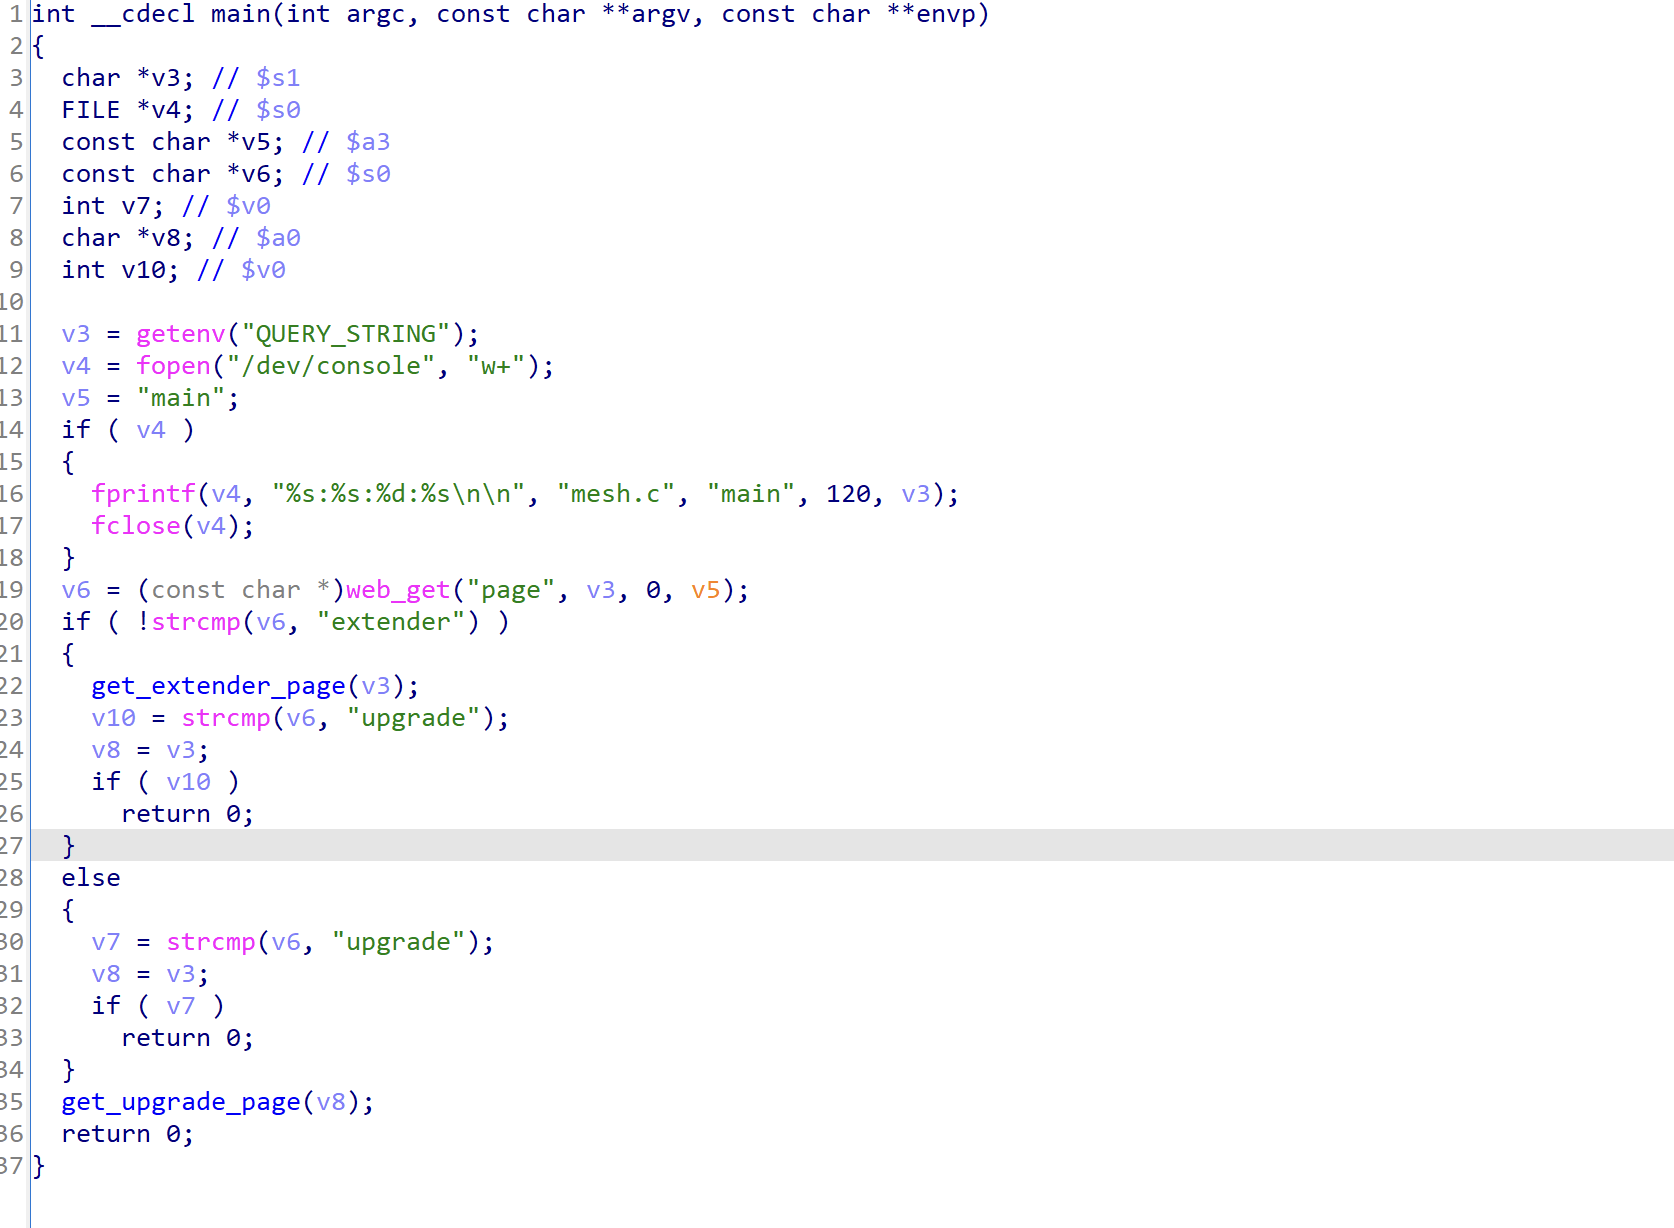 1 int __cdecl main(int argc, const char **argv, const char **envp)
2 {
3   char *v3; // $s1
4   FILE *v4; // $s0
5   const char *v5; // $a3
6   const char *v6; // $s0
7   int v7; // $v0
8   char *v8; // $a0
9   int v10; // $v0
10
11   v3 = getenv("QUERY_STRING");
12   v4 = fopen("/dev/console", "w+");
13   v5 = "main";
14   if ( v4 )
15   {
16     fprintf(v4, "%s:%s:%d:%s\n\n", "mesh.c", "main", 120, v3);
17     fclose(v4);
18   }
19   v6 = (const char *)web_get("page", v3, 0, v5);
20   if ( !strcmp(v6, "extender") )
21   {
22     get_extender_page(v3);
23     v10 = strcmp(v6, "upgrade");
24     v8 = v3;
25     if ( v10 )
26       return 0;
27   }
28   else
29   {
30     v7 = strcmp(v6, "upgrade");
31     v8 = v3;
32     if ( v7 )
33       return 0;
34   }
35   get_upgrade_page(v8);
36   return 0;
37 }